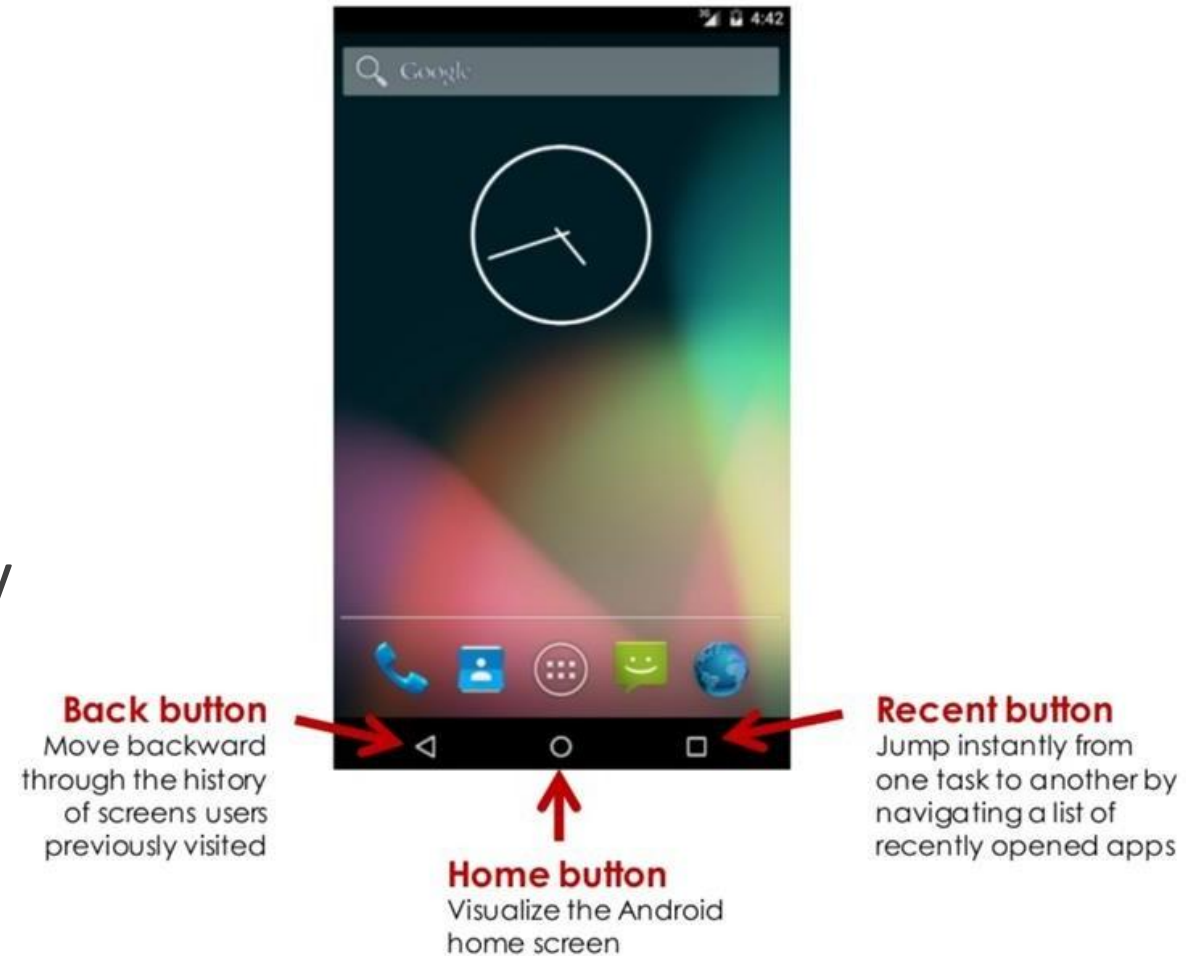 3G 4:42
Google
y
Back button
Move backward
through the history
of screens users
previously visited
Home button
Visualize the Android
home screen
Recent button
Jump instantly from
one task to another by
navigating a list of
recently opened apps